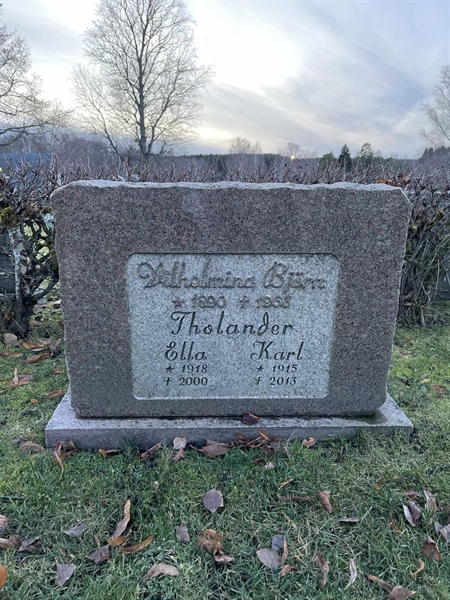 Vilhelmina Björn
* 1890 † 1963
Tholander
Ella Karl
* 1918 * 1915
† 2000 † 2013